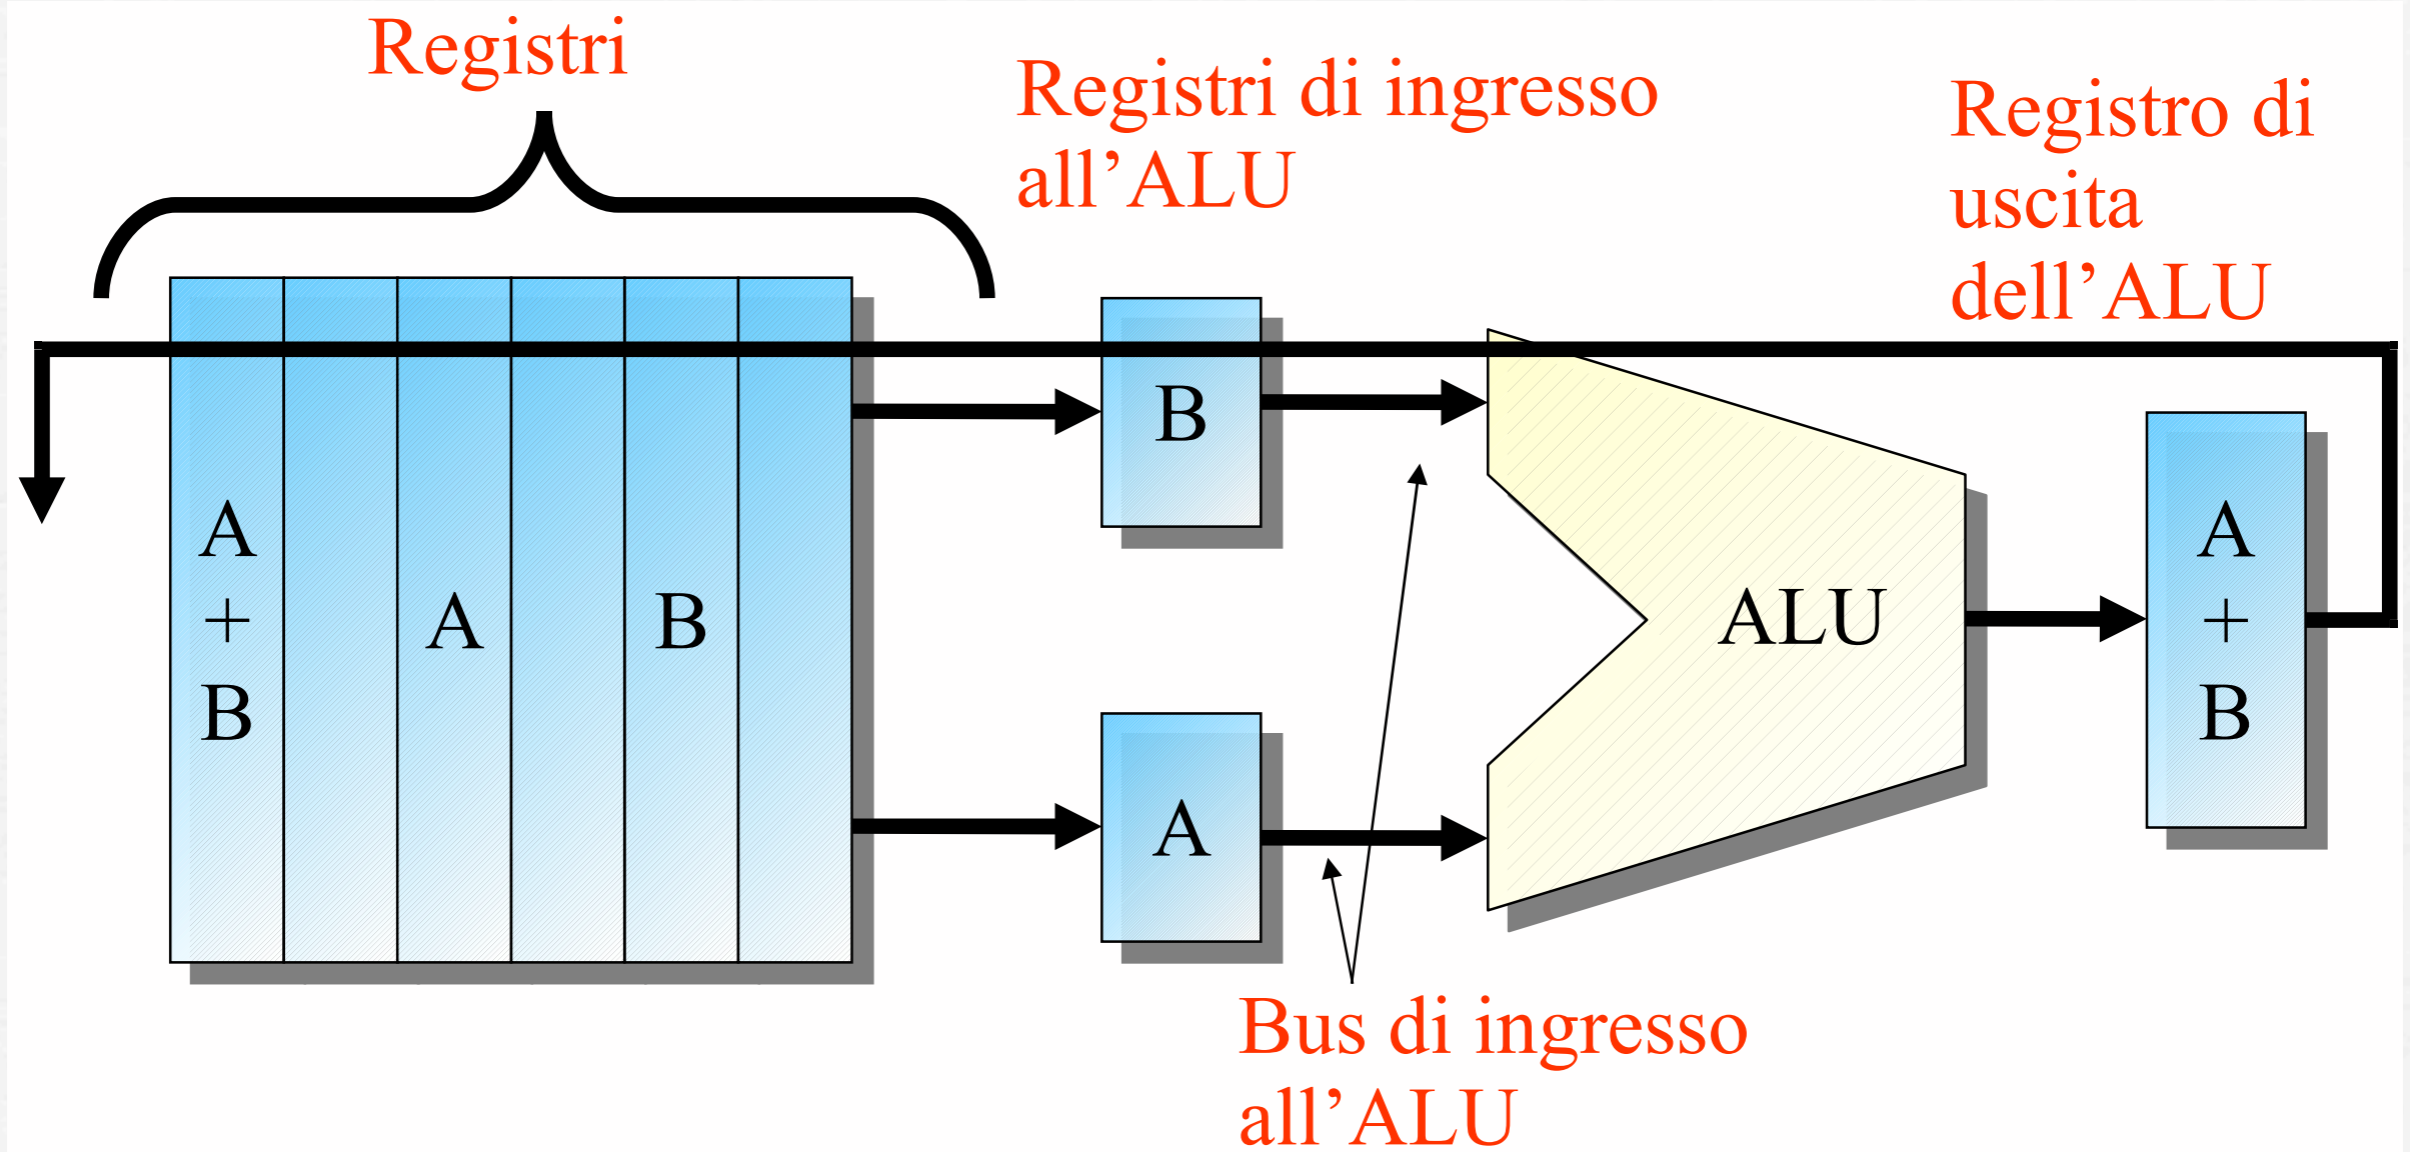 Registri
Registri di ingresso
all’ALU
Registro di
uscita
dell’ALU
A
+
B
A
B
B
A
ALU
A
+
B
Bus di ingresso
all’ALU